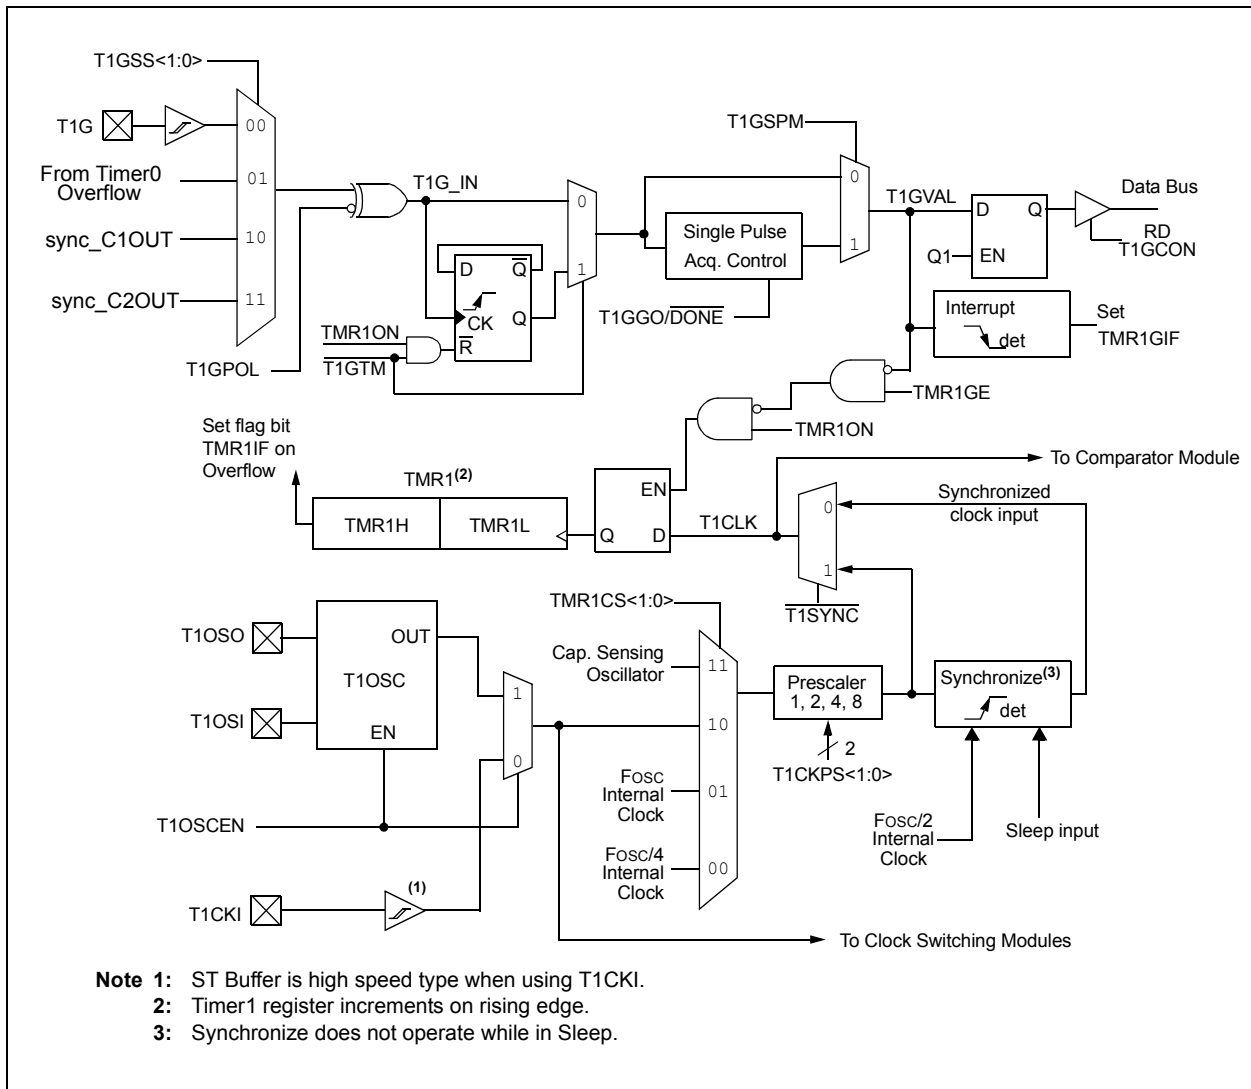 T1GSS<1:0>
T1G
00
From Timer0
Overflow
01
sync_C1OUT
10
sync_C2OUT
11
T1GPOL
T1G_IN
0
1
D
Q
CK
Q
R
TMR1ON
T1GTM
T1GSPM
0
1
Single Pulse
Acq. Control
T1GGO/DONE
T1GVAL
D
Q
Q1
EN
Data Bus
RD
T1GCON
Interrupt
det
Set
TMR1GIF
TMR1GE
TMR1ON
Set flag bit
TMR1IF on
Overflow
TMR1(2)
TMR1H
TMR1L
EN
Q
D
T1CLK
To Comparator Module
0
1
Synchronized
clock input
T1SYNC
T1OSO
T1OSI
OUT
T1OSC
EN
1
0
T1OSCEN
T1CKI
(1)
TMR1CS<1:0>
Cap. Sensing
Oscillator
11
10
FOSC
Internal
Clock
01
FOSC/4
Internal
Clock
00
Prescaler
1, 2, 4, 8
2
T1CKPS<1:0>
Synchronize(3)
det
FOSC/2
Internal
Clock
Sleep input
To Clock Switching Modules
Note 1: ST Buffer is high speed type when using T1CKI.
2: Timer1 register increments on rising edge.
3: Synchronize does not operate while in Sleep.